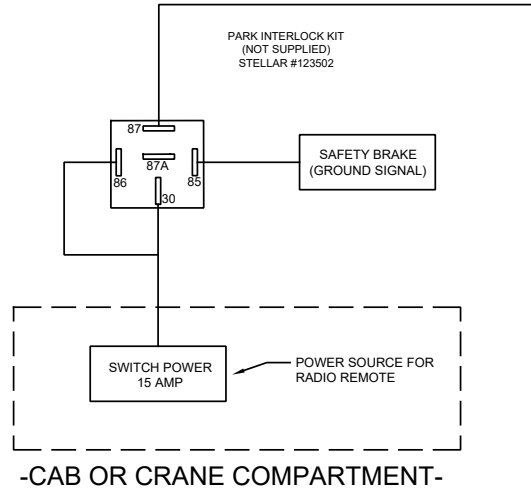 PARK INTERLOCK KIT
(NOT SUPPLIED)
STELLAR #123502
87
87A
86
85
30
SAFETY BRAKE
(GROUND SIGNAL)
SWITCH POWER
15 AMP
POWER SOURCE FOR
RADIO REMOTE
-CAB OR CRANE COMPARTMENT-